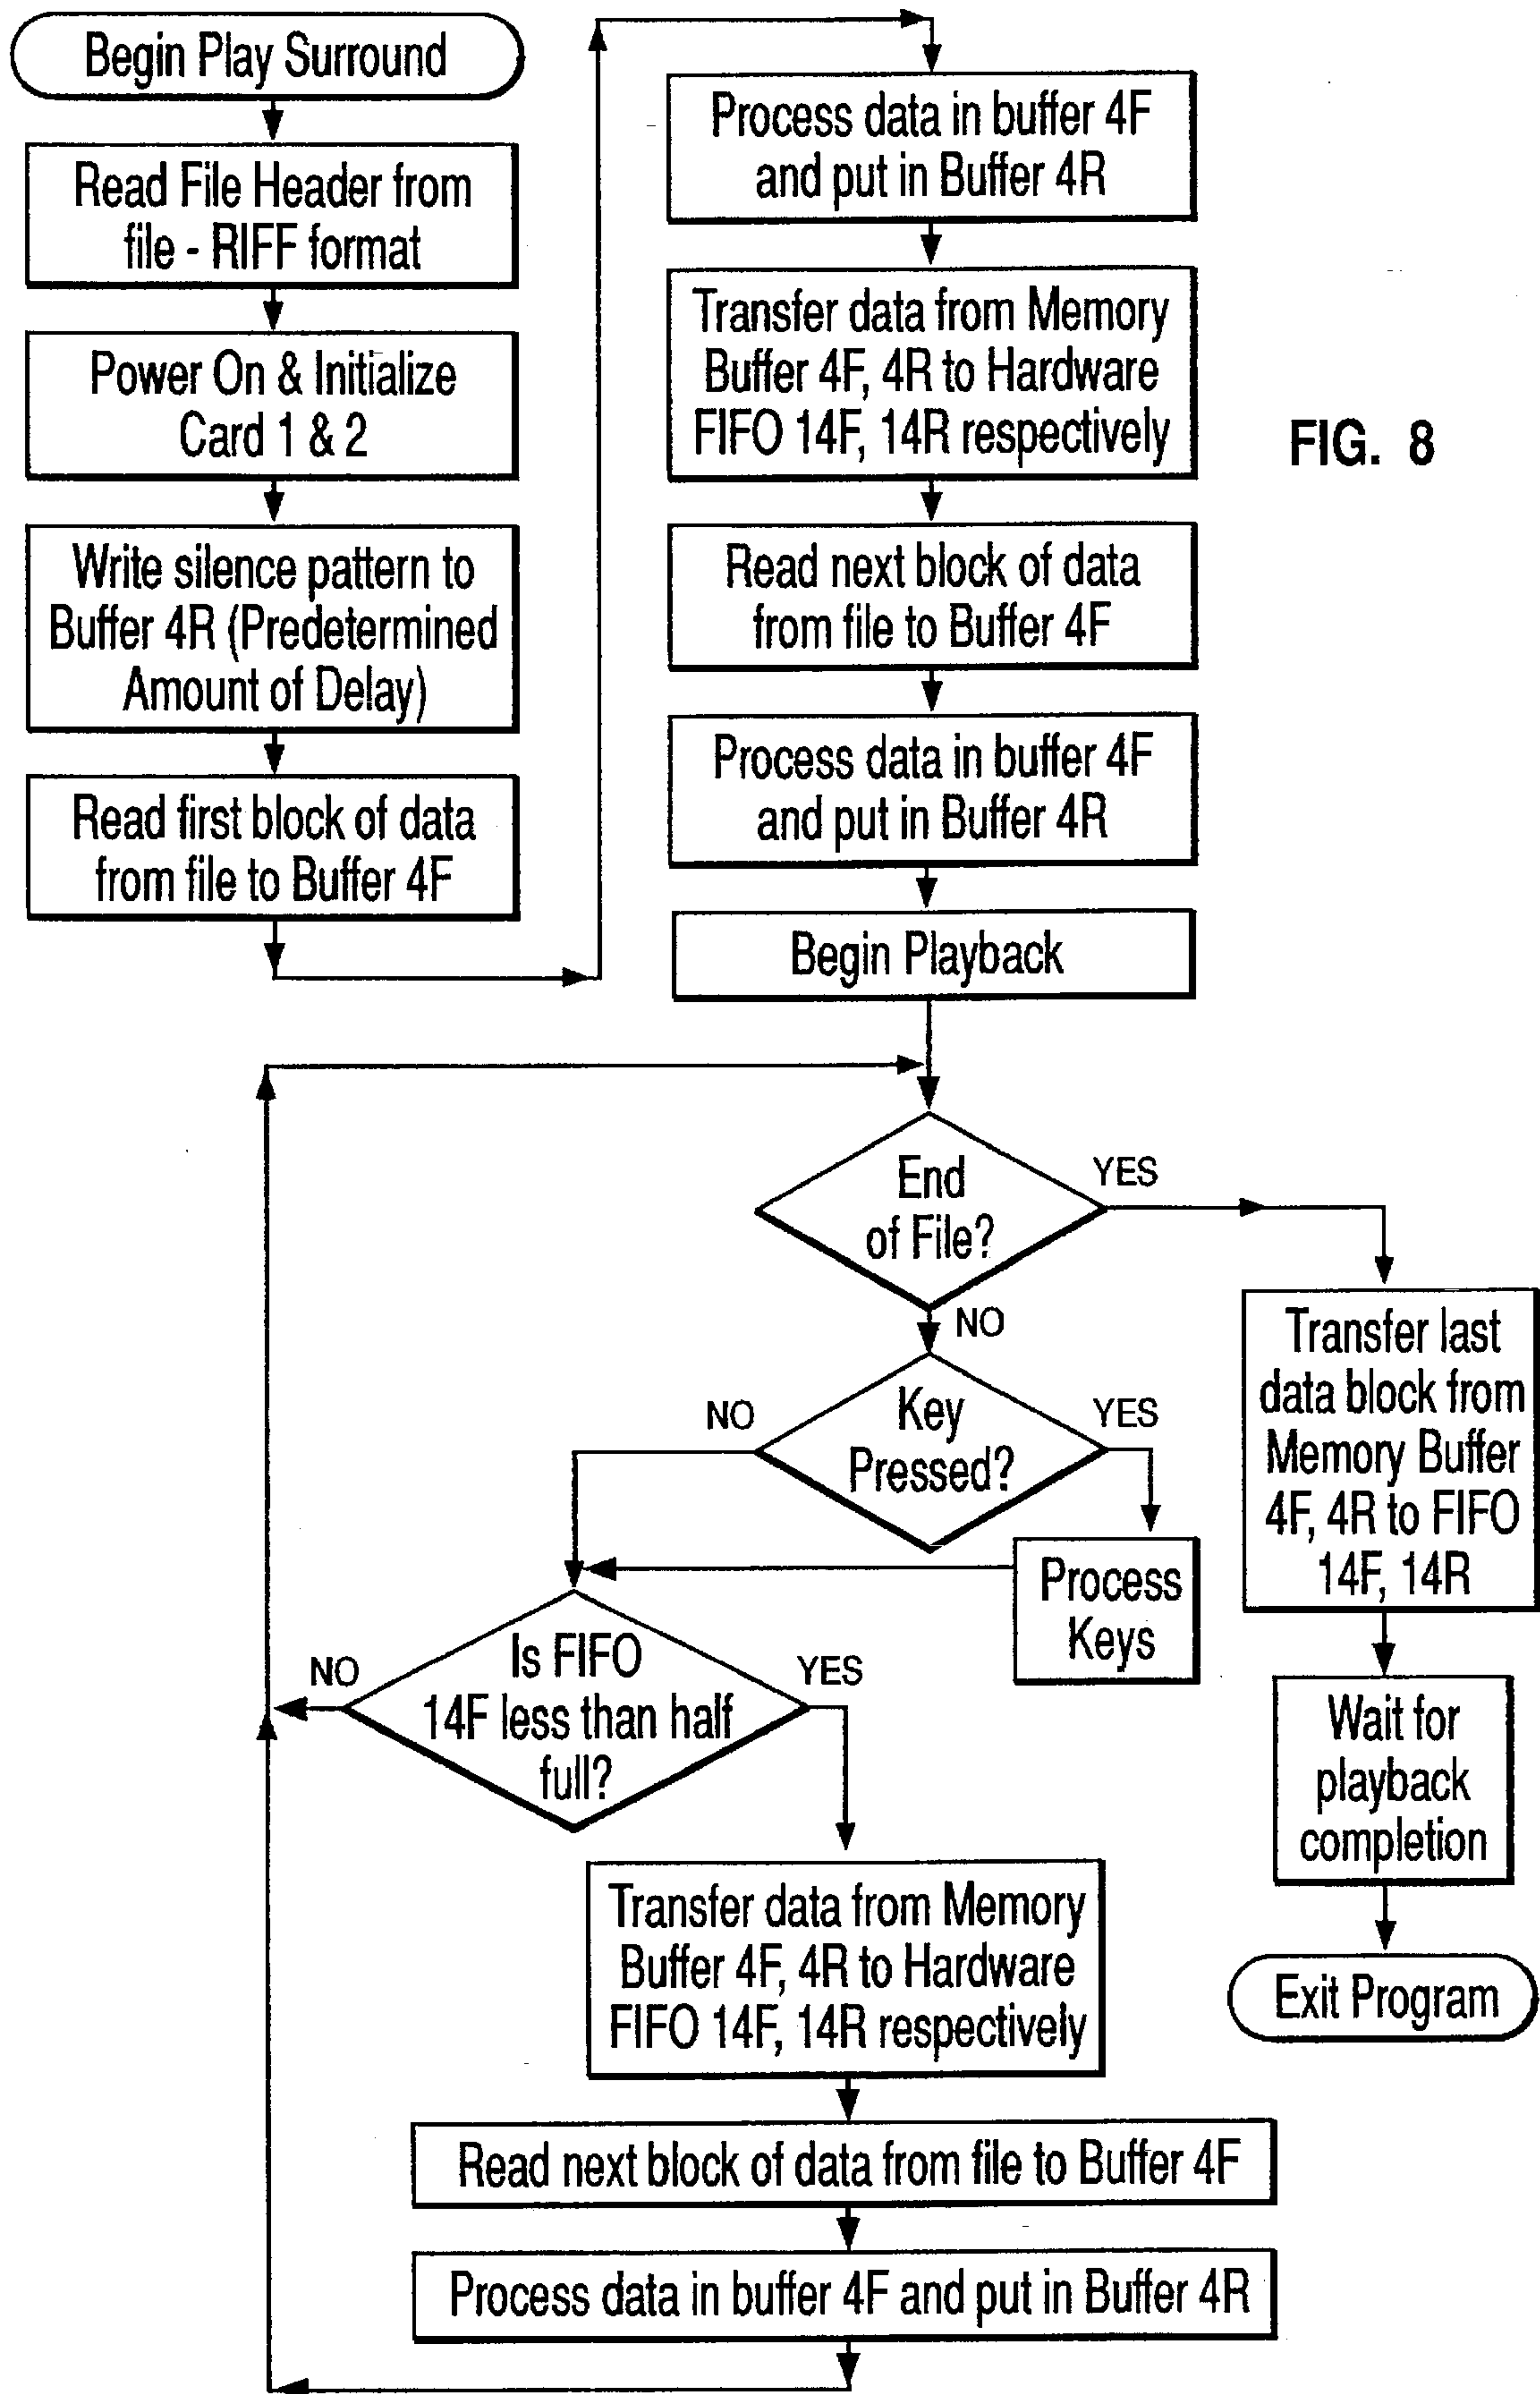 Begin Play Surround
Read File Header from
file - RIFF format
Power On & Initialize
Card 1 & 2
Write silence pattern to
Buffer 4R (Predetermined
Amount of Delay)
Read first block of data
from file to Buffer 4F
Process data in buffer 4F
and put in Buffer 4R
Transfer data from Memory
Buffer 4F, 4R to Hardware
FIFO 14F, 14R respectively
FIG. 8
Read next block of data
from file to Buffer 4F
Process data in buffer 4F
and put in Buffer 4R
Begin Playback
End
of File?
YES
NO
Key
Pressed?
NO
YES
Process
Keys
Is FIFO
14F less than half
full?
NO
YES
Transfer data from Memory
Buffer 4F, 4R to Hardware
FIFO 14F, 14R respectively
Read next block of data from file to Buffer 4F
Process data in buffer 4F and put in Buffer 4R
Transfer last
data block from
Memory Buffer
4F, 4R to FIFO
14F, 14R
Wait for
playback
completion
Exit Program